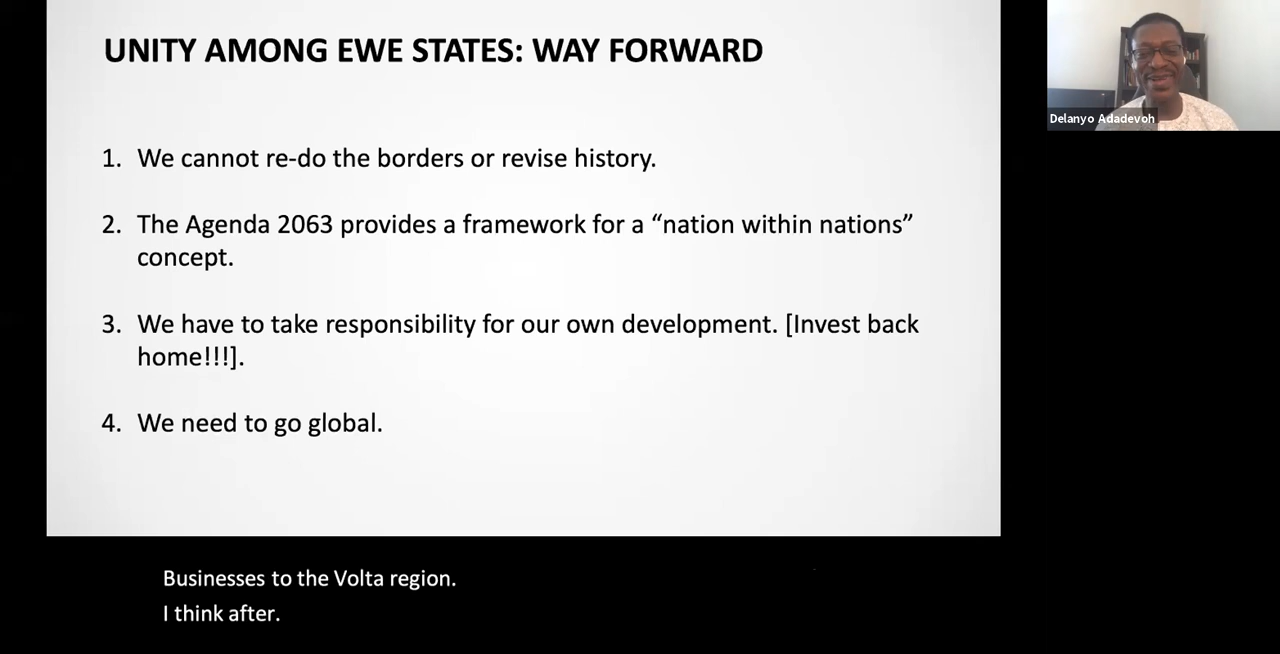 UNITY AMONG EWE STATES: WAY FORWARD
Delanyo Adadevoh
1. We cannot re-do the borders or revise history.
2. The Agenda 2063 provides a framework for a “nation within nations”
concept.
3. We have to take responsibility for our own development. [Invest back
home!!!].
4. We need to go global.
Businesses to the Volta region.
I think after.